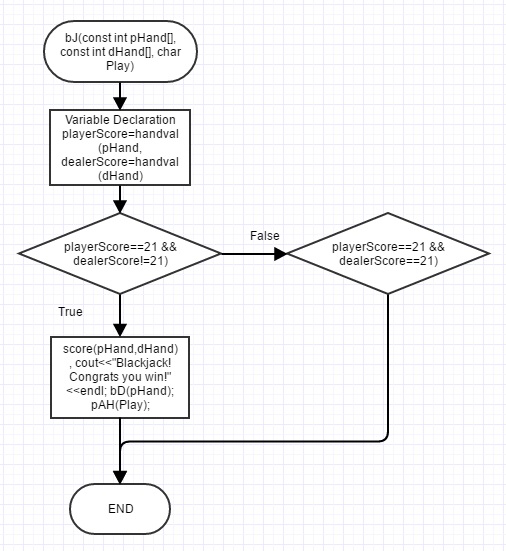 bJ(const int pHand[],
const int dHand[], char
Play)
Variable Declaration
playerScore=handval
(pHand,
dealerScore=handval
(dHand)
playerScore==21 &&
dealerScore!=21)
False
playerScore==21 &&
dealerScore==21)
True
score(pHand,dHand)
, cout<<"Blackjack!
Congrats you win!"
<<endl; bD(pHand);
pAH(Play);
END